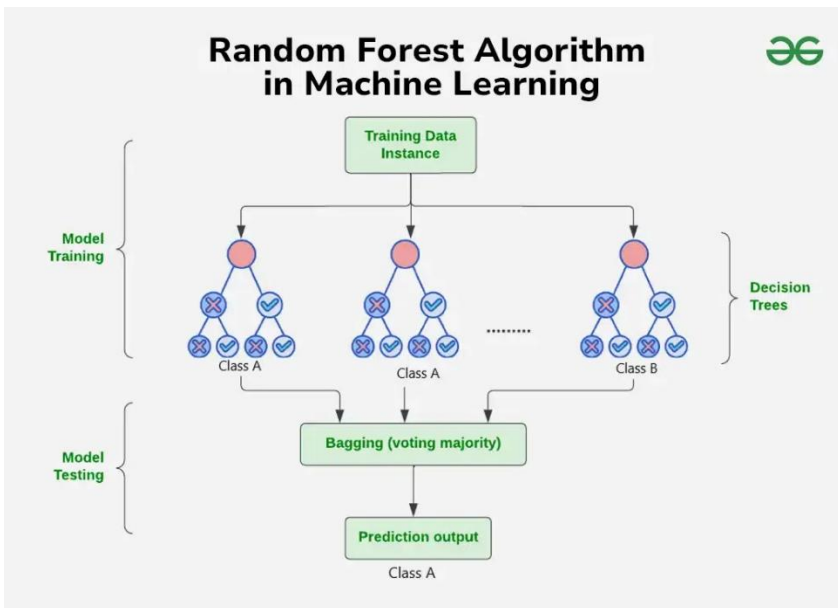 Random Forest Algorithm
in Machine Learning
Training Data
Instance
Model
Training
Decision
Trees
.........
Class A
Class A
Class B
Bagging (voting majority)
Model
Testing
Prediction output
Class A